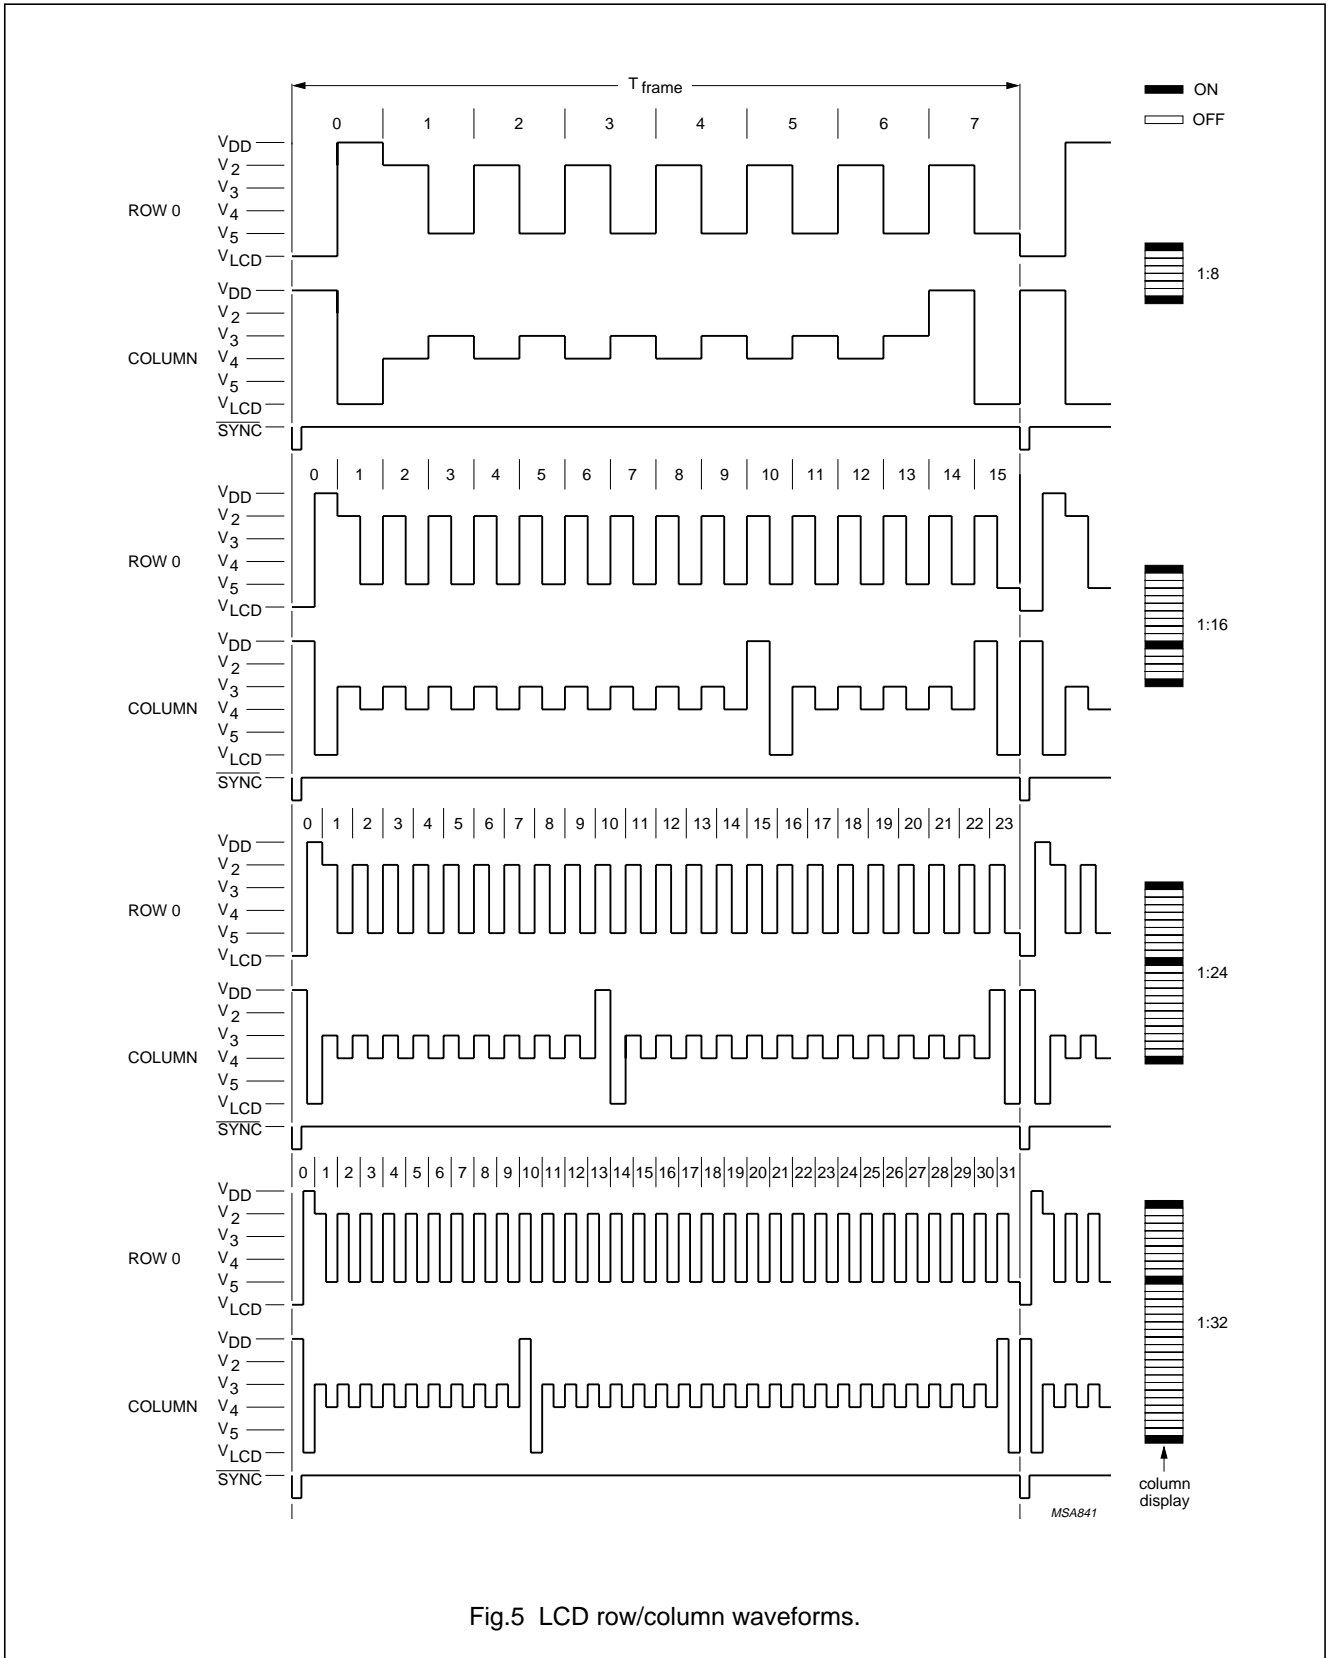 T frame
ON
OFF
0 1 2 3 4 5 6 7
VDD
V2
V3
ROW 0 V4
V5
VLCD
1:8
VDD
V2
V3
COLUMN V4
V5
VLCD
SYNC
0 1 2 3 4 5 6 7 8 9 10 11 12 13 14 15
VDD
V2
V3
ROW 0 V4
V5
VLCD
1:16
VDD
V2
V3
COLUMN V4
V5
VLCD
SYNC
0 1 2 3 4 5 6 7 8 9 10 11 12 13 14 15 16 17 18 19 20 21 22 23
VDD
V2
V3
ROW 0 V4
V5
VLCD
1:24
VDD
V2
V3
COLUMN V4
V5
VLCD
SYNC
0 1 2 3 4 5 6 7 8 9 10 11 12 13 14 15 16 17 18 19 20 21 22 23 24 25 26 27 28 29 30 31
VDD
V2
V3
ROW 0 V4
V5
VLCD
1:32
VDD
V2
V3
COLUMN V4
V5
VLCD
SYNC
column
display
MSA841
Fig.5 LCD row/column waveforms.